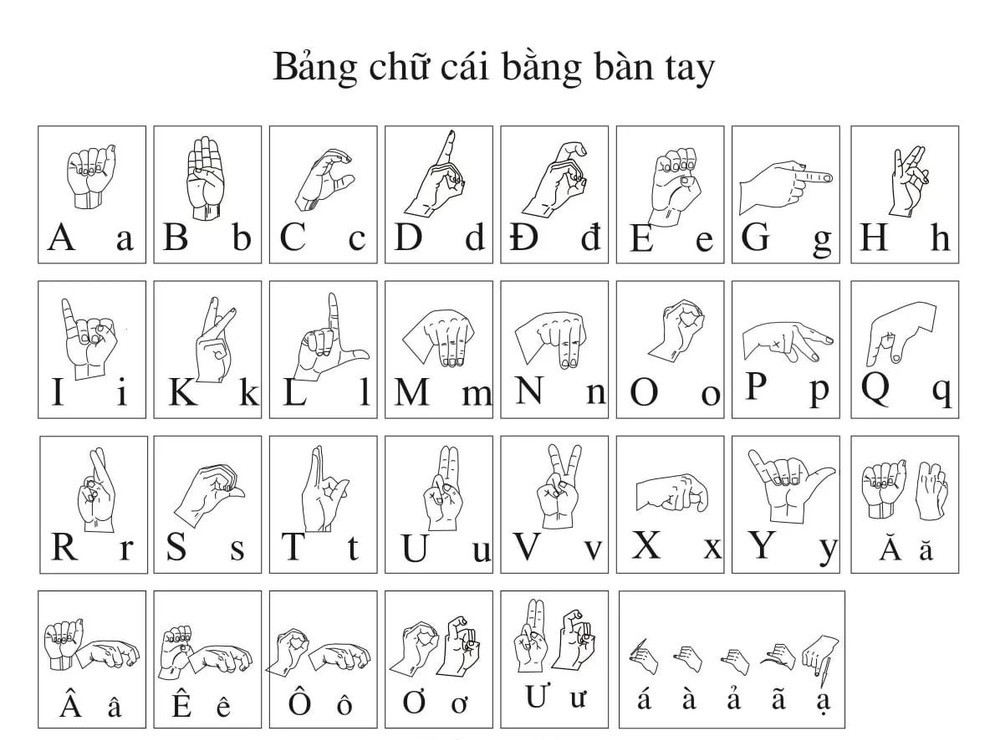 Bảng chữ cái bằng bàn tay
A a B b C c D d Đ đ E e G g H h
I i K k L l M m N n O o P p Q q
R r S s T t U u V v X x Y y Ă ă
Â â Ê ê Ô ô Ơ ơ Ư ư á à ả ã ạ